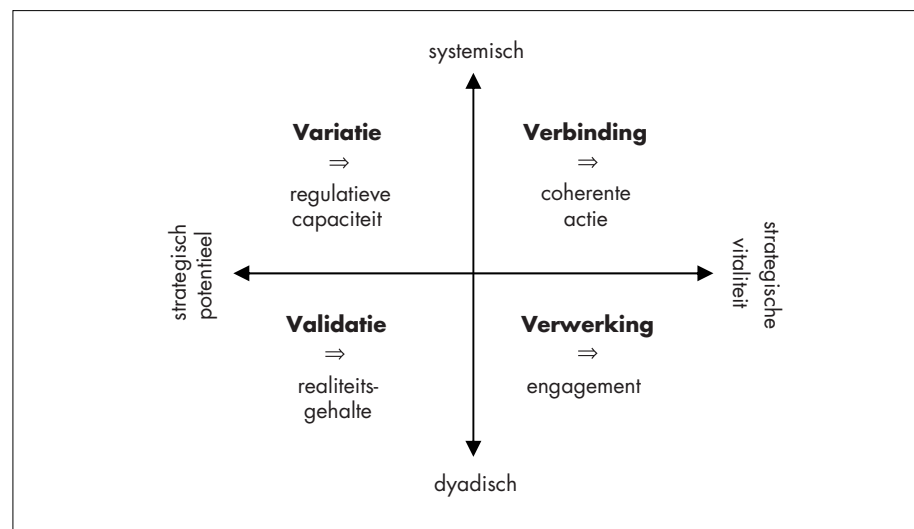 systemisch
Variatie
⇒
regulatieve
capaciteit
Verbinding
⇒
coherente
actie
strategisch
potentieel
strategische
vitaliteit
Validatie
⇒
realiteits-
gehalte
Verwerking
⇒
engagement
dyadisch